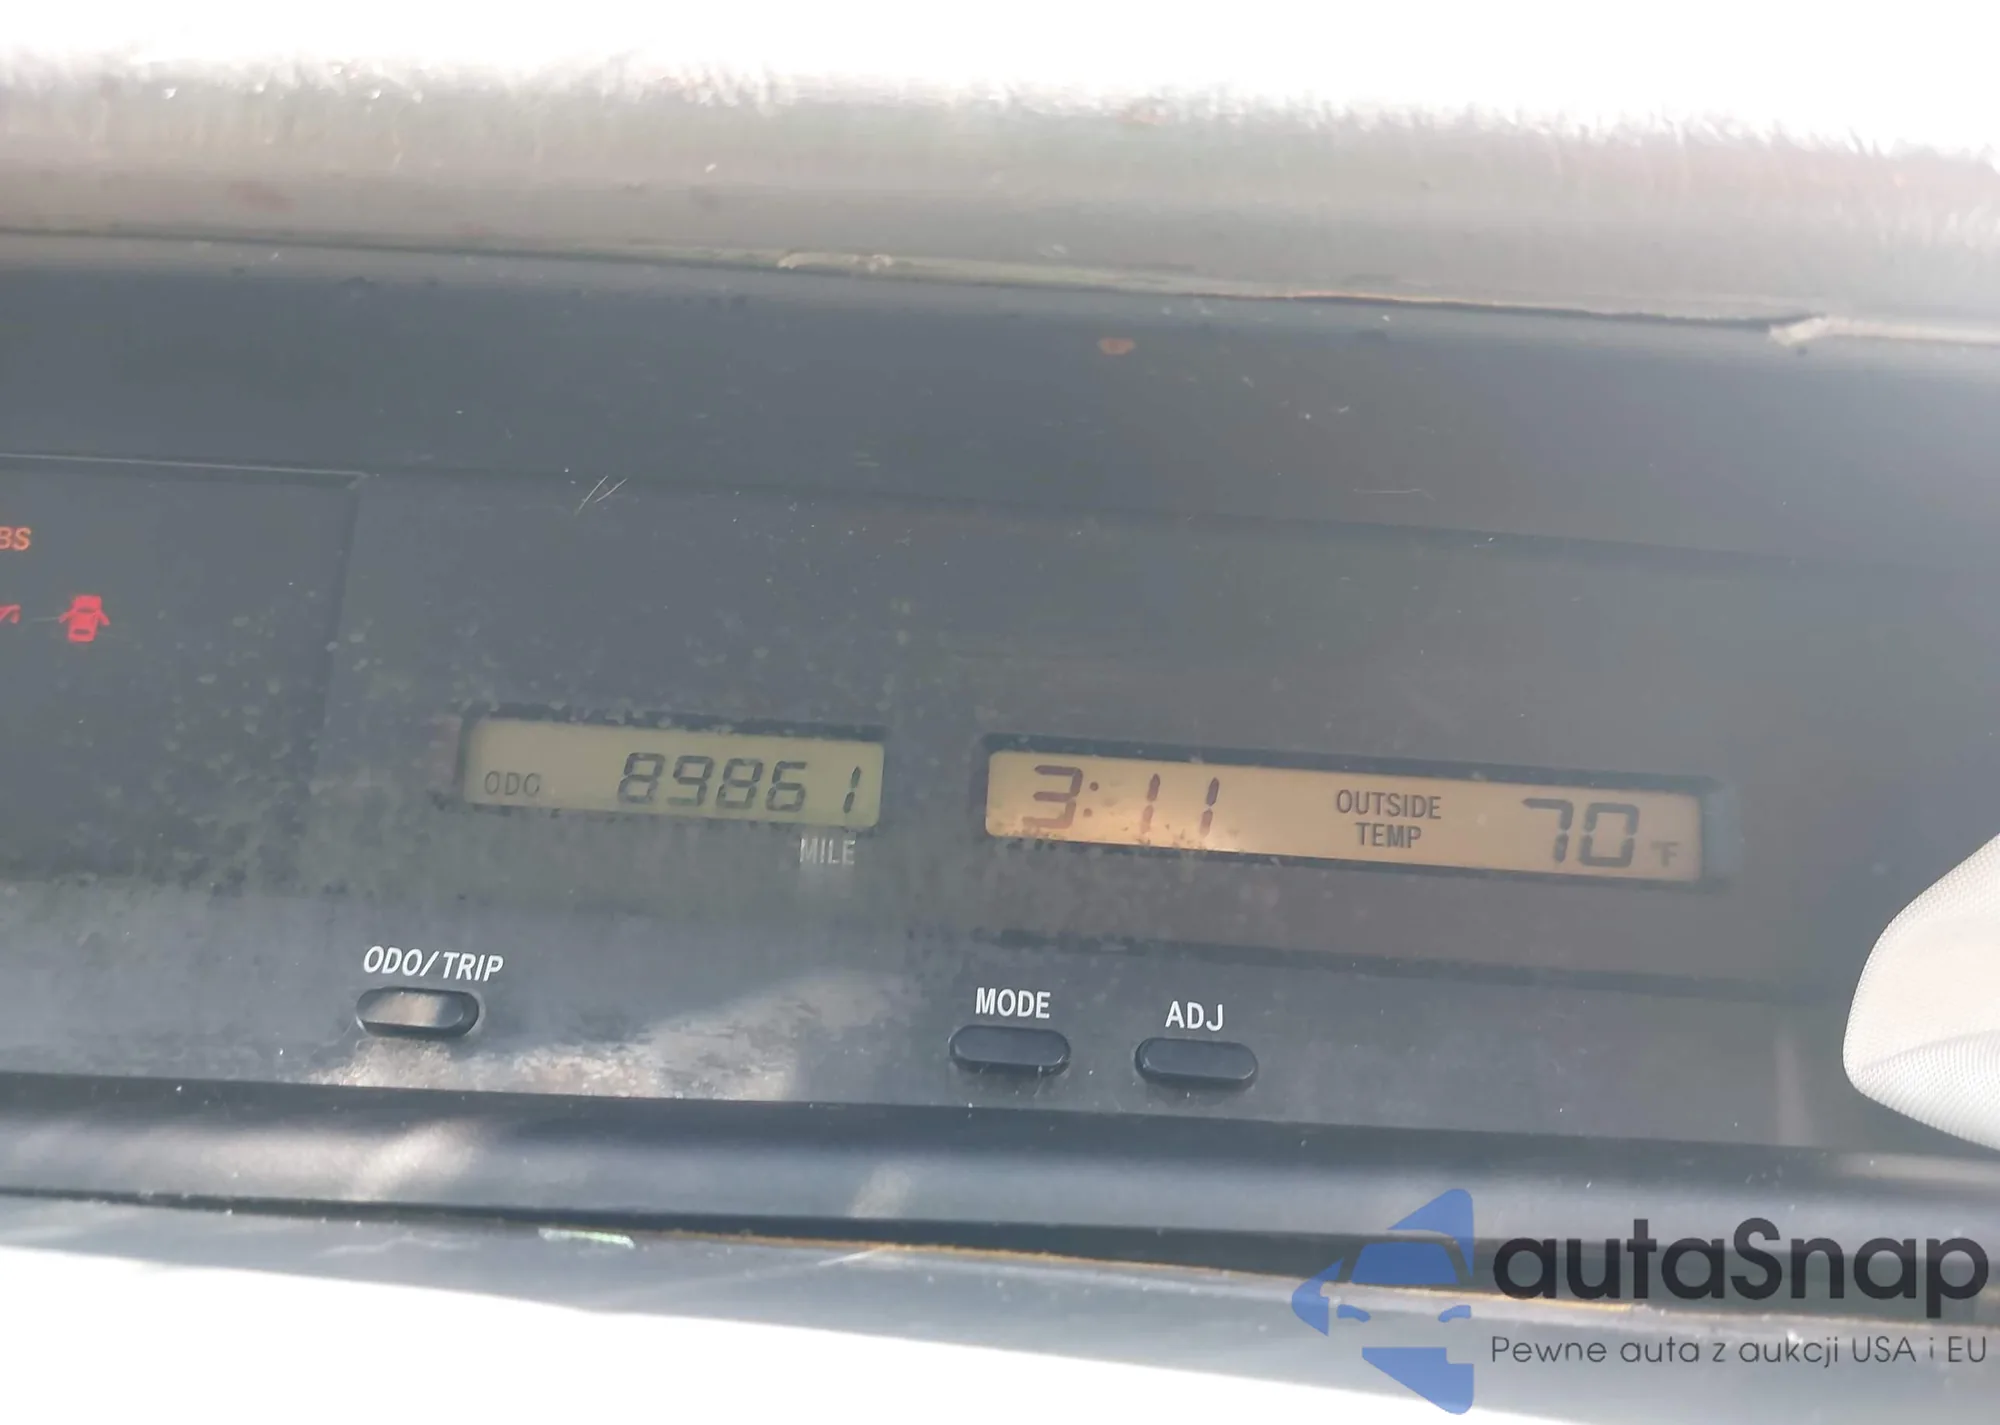 BS
ODO 89861
MILE
3:11 OUTSIDE TEMP 70 °F
ODO/TRIP
MODE
ADJ
autaSnap
Pewne auta z aukcji USA i EU